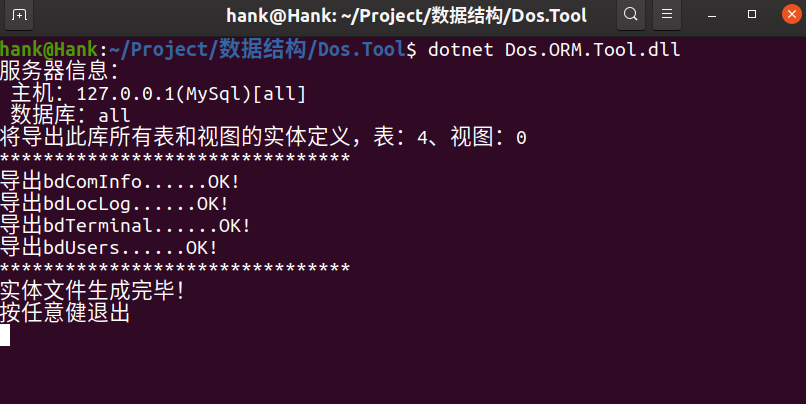 hank@Hank: ~/Project/数据结构/Dos.Tool
hank@Hank:~/Project/数据结构/Dos.Tool$ dotnet Dos.ORM.Tool.dll
服务器信息：
主机：127.0.0.1(MySql)[all]
数据库：all
将导出此库所有表和视图的实体定义，表：4、视图：0
********************************
导出bdComInfo......OK!
导出bdLocLog......OK!
导出bdTerminal......OK!
导出bdUsers......OK!
********************************
实体文件生成完毕！
按任意健退出